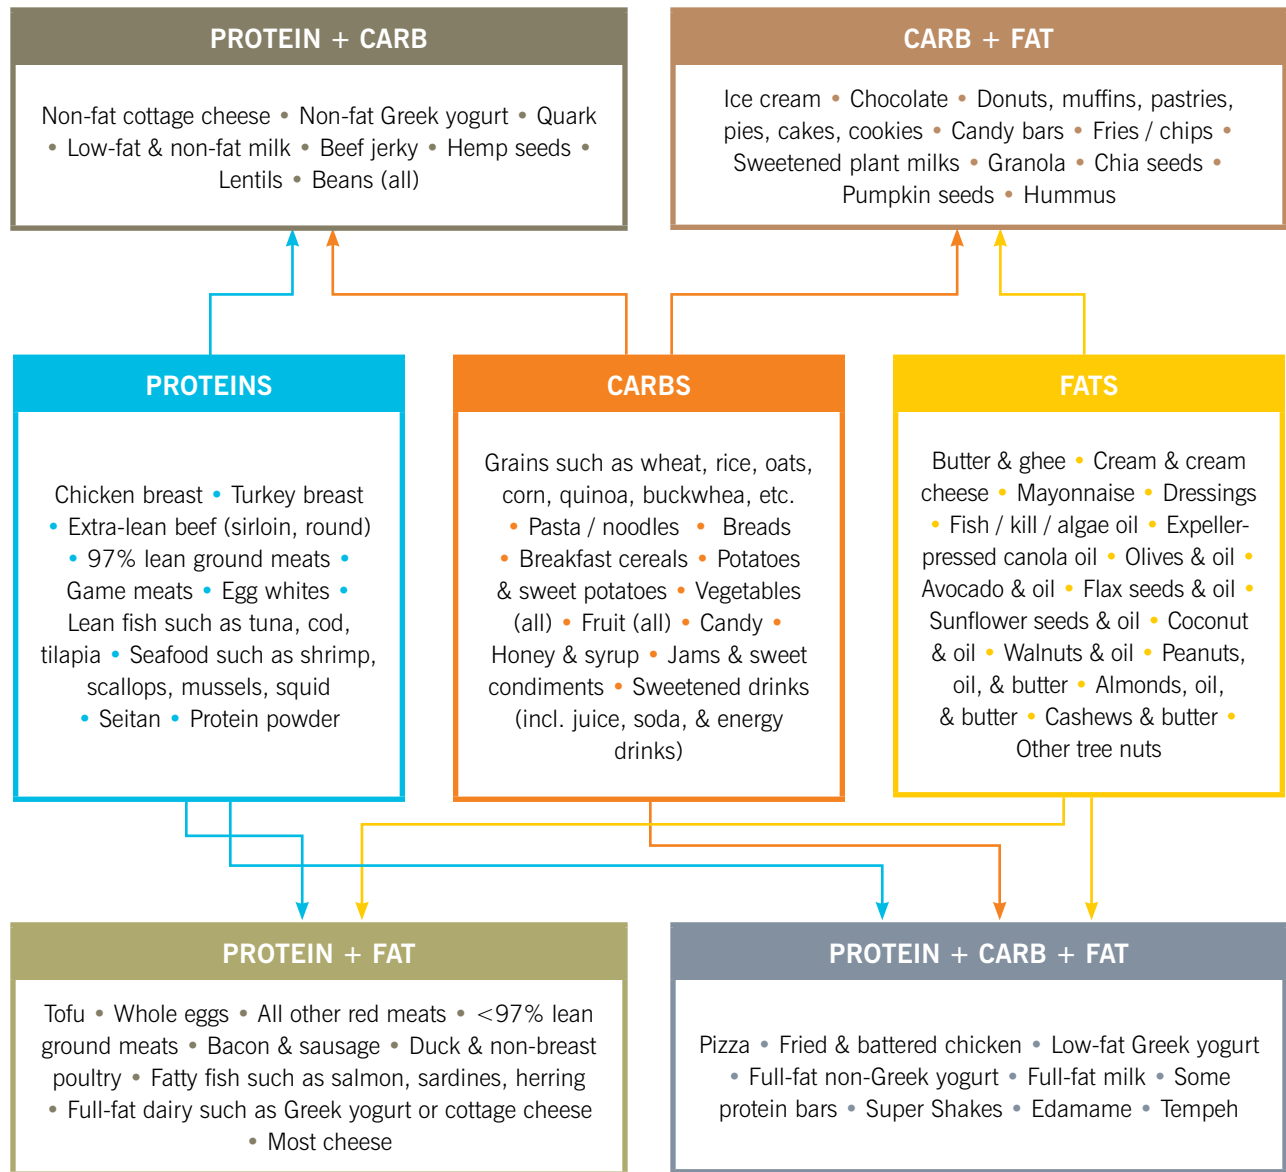 PROTEIN + CARB
Non-fat cottage cheese • Non-fat Greek yogurt • Quark
• Low-fat & non-fat milk • Beef jerky • Hemp seeds •
Lentils • Beans (all)
CARB + FAT
Ice cream • Chocolate • Donuts, muffins, pastries,
pies, cakes, cookies • Candy bars • Fries / chips •
Sweetened plant milks • Granola • Chia seeds •
Pumpkin seeds • Hummus
PROTEINS
Chicken breast • Turkey breast
• Extra-lean beef (sirloin, round)
• 97% lean ground meats •
Game meats • Egg whites •
Lean fish such as tuna, cod,
tilapia • Seafood such as shrimp,
scallops, mussels, squid
• Seitan • Protein powder
CARBS
Grains such as wheat, rice, oats,
corn, quinoa, buckwhea, etc.
• Pasta / noodles • Breads
• Breakfast cereals • Potatoes
& sweet potatoes • Vegetables
(all) • Fruit (all) • Candy •
Honey & syrup • Jams & sweet
condiments • Sweetened drinks
(incl. juice, soda, & energy
drinks)
FATS
Butter & ghee • Cream & cream
cheese • Mayonnaise • Dressings
• Fish / kill / algae oil • Expeller-
pressed canola oil • Olives & oil •
Avocado & oil • Flax seeds & oil •
Sunflower seeds & oil • Coconut
& oil • Walnuts & oil • Peanuts,
oil, & butter • Almonds, oil,
& butter • Cashews & butter •
Other tree nuts
PROTEIN + FAT
Tofu • Whole eggs • All other red meats • <97% lean
ground meats • Bacon & sausage • Duck & non-breast
poultry • Fatty fish such as salmon, sardines, herring
• Full-fat dairy such as Greek yogurt or cottage cheese
• Most cheese
PROTEIN + CARB + FAT
Pizza • Fried & battered chicken • Low-fat Greek yogurt
• Full-fat non-Greek yogurt • Full-fat milk • Some
protein bars • Super Shakes • Edamame • Tempeh